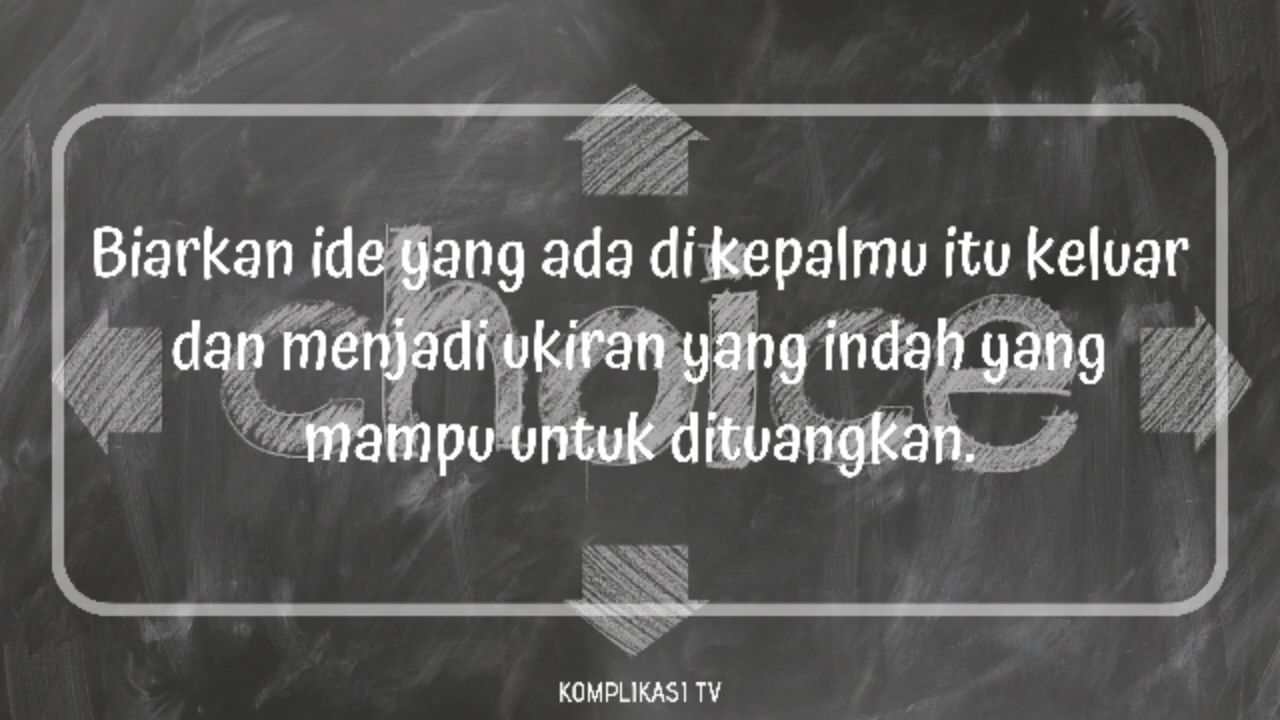 Biarkan ide yang ada di kepalmu itu keluar
dan menjadi ukiran yang indah yang
mampu untuk dituangkan.
choice
KOMPLIKASI TV